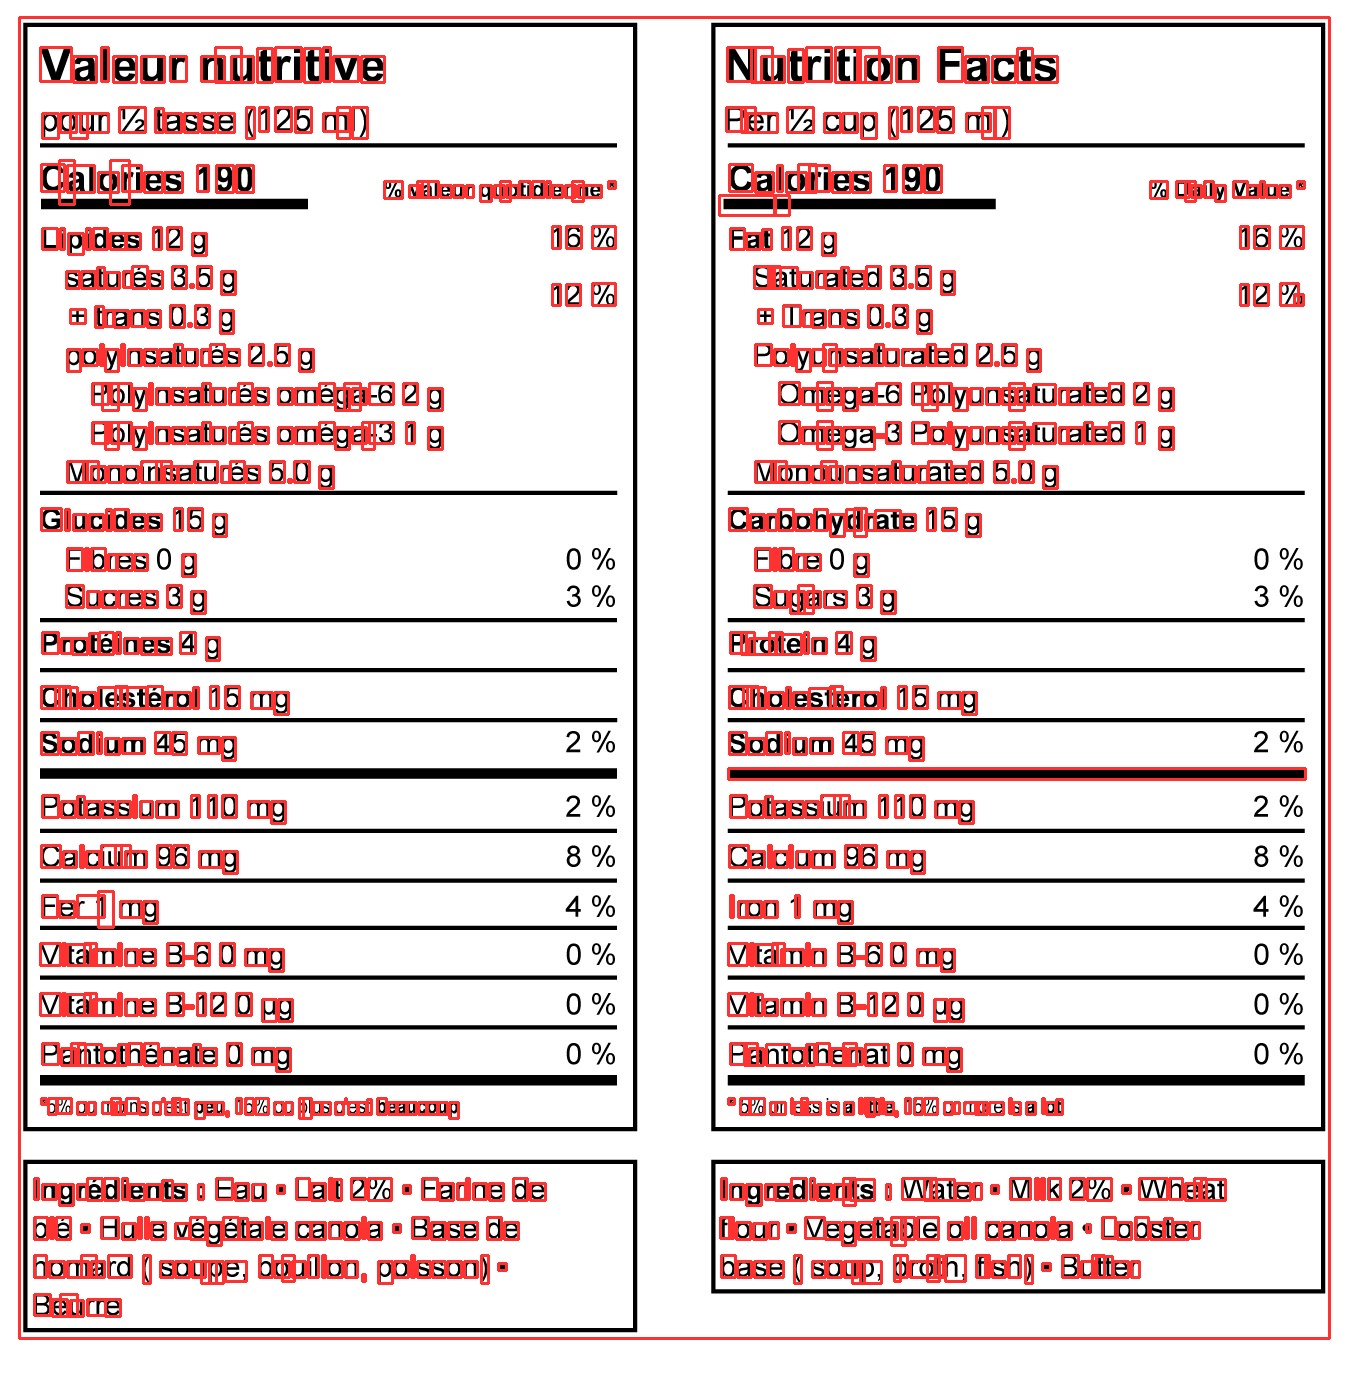 Valeur nutritive
pour ½ tasse (125 ml)
Calories 190
% valeur quotidienne *
Lipides 12 g 16 %
saturés 3.5 g
+ trans 0.3 g 12 %
polyinsaturés 2.5 g
Polyinsaturés oméga-6 2 g
Polyinsaturés oméga-3 1 g
Monoinsaturés 5.0 g
Glucides 15 g
Fibres 0 g 0 %
Sucres 3 g 3 %
Protéines 4 g
Cholestérol 15 mg
Sodium 45 mg 2 %
Potassium 110 mg 2 %
Calcium 96 mg 8 %
Fer 1 mg 4 %
Vitamine B-6 0 mg 0 %
Vitamine B-12 0 µg 0 %
Pantothénate 0 mg 0 %
*5% ou moins c'est peu, 15% ou plus c'est beaucoup
Ingrédients : Eau • Lait 2% • Farine de
blé • Huile végétale canola • Base de
homard ( soupe, bouillon, poisson) •
Beurre
Nutrition Facts
Per ½ cup (125 ml)
Calories 190
% Daily Value *
Fat 12 g 16 %
Saturated 3.5 g
+ Trans 0.3 g 12 %
Polyunsaturated 2.5 g
Omega-6 Polyunsaturated 2 g
Omega-3 Polyunsaturated 1 g
Monounsaturated 5.0 g
Carbohydrate 15 g
Fibre 0 g 0 %
Sugars 3 g 3 %
Protein 4 g
Cholesterol 15 mg
Sodium 45 mg 2 %
Potassium 110 mg 2 %
Calcium 96 mg 8 %
Iron 1 mg 4 %
Vitamin B-6 0 mg 0 %
Vitamin B-12 0 µg 0 %
Pantothenat 0 mg 0 %
* 5% or less is a little, 15% or more is a lot
Ingredients : Water • Milk 2% • Wheat
flour • Vegetable oil canola • Lobster
base ( soup, broth, fish) • Butter